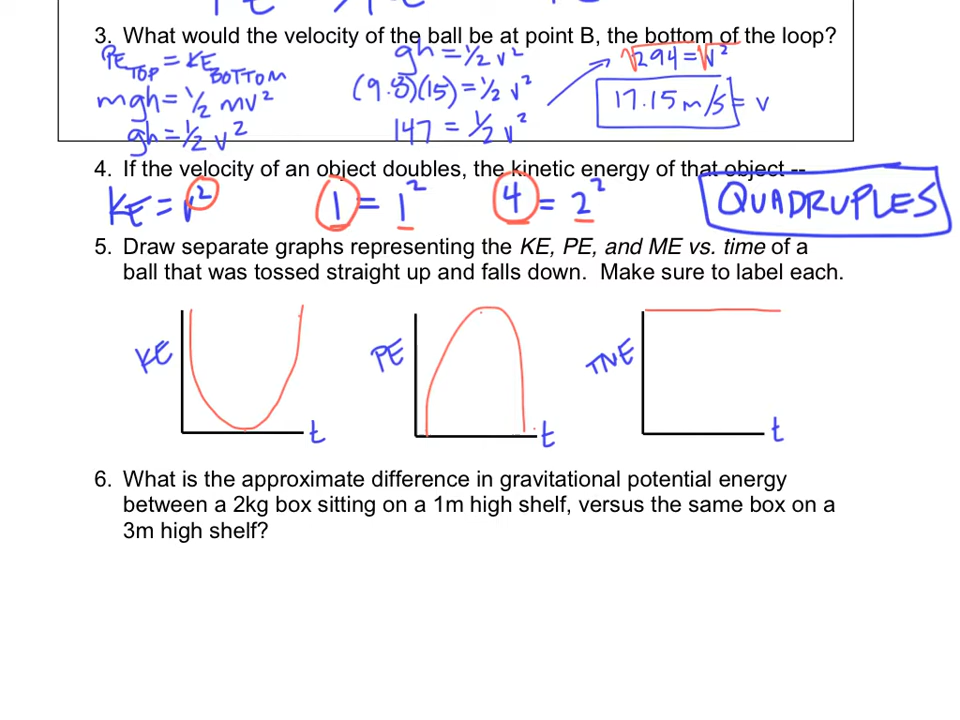 3. What would the velocity of the ball be at point B, the bottom of the loop?
PE TOP = KE BOTTOM
mgh = 1/2 mv²
gh = 1/2 v²
gh = 1/2 v²
(9.8)(15) = 1/2 v²
147 = 1/2 v²
√294 = √v²
17.15 m/s = v
4. If the velocity of an object doubles, the kinetic energy of that object --
KE = v² 1 = 1² 4 = 2² QUADRUPLES
5. Draw separate graphs representing the KE, PE, and ME vs. time of a
ball that was tossed straight up and falls down. Make sure to label each.
KE t PE t TME t
6. What is the approximate difference in gravitational potential energy
between a 2kg box sitting on a 1m high shelf, versus the same box on a
3m high shelf?